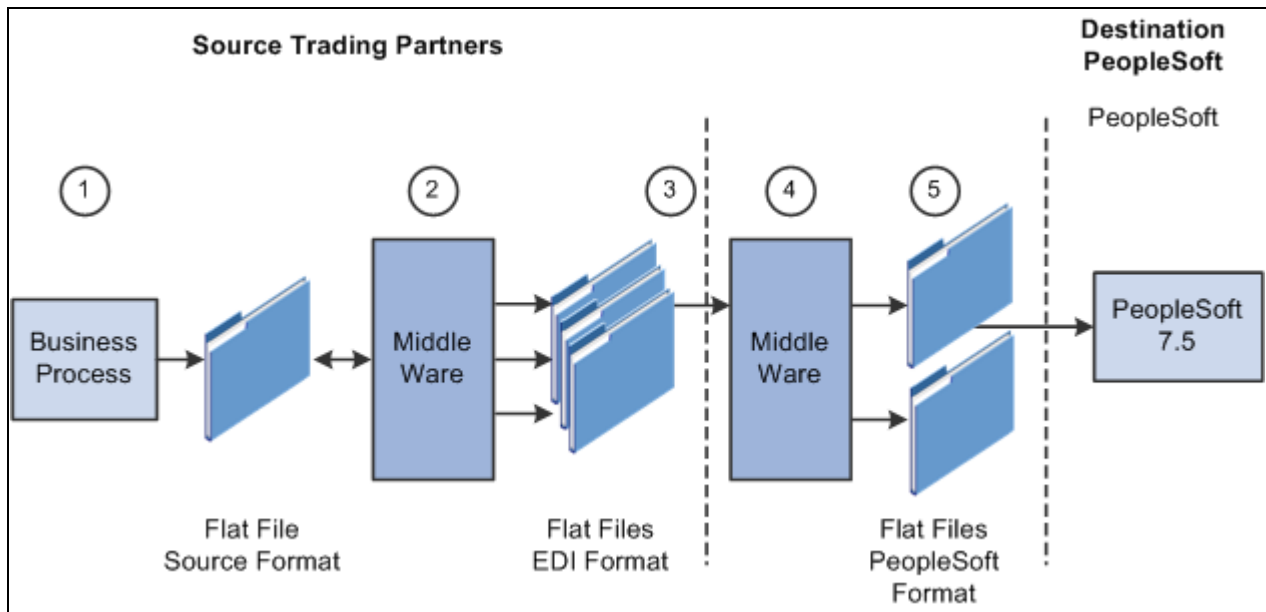 Source Trading Partners
Destination
PeopleSoft
PeopleSoft
1
2
3
4
5
Business
Process
Middle
Ware
Middle
Ware
PeopleSoft
7.5
Flat File
Source Format
Flat Files
EDI Format
Flat Files
PeopleSoft
Format